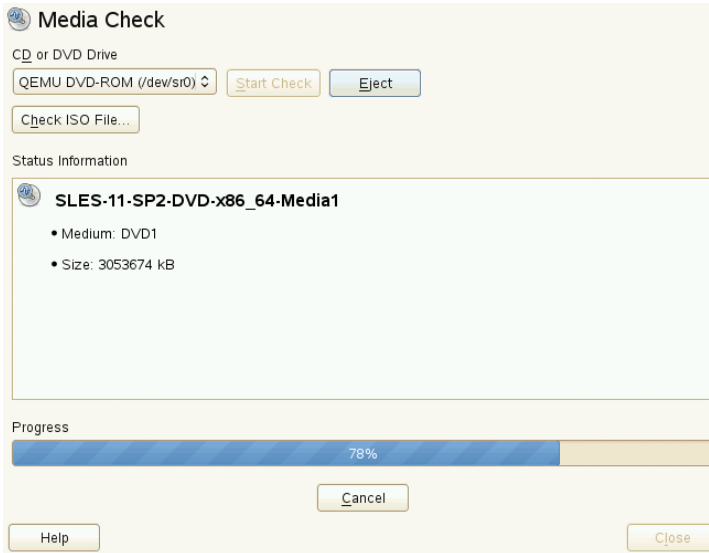 Media Check
CD or DVD Drive
QEMU DVD-ROM (/dev/sr0)
Start Check
Eject
Check ISO File...
Status Information
SLES-11-SP2-DVD-x86_64-Media1
• Medium: DVD1
• Size: 3053674 kB
Progress
78%
Cancel
Help
Close